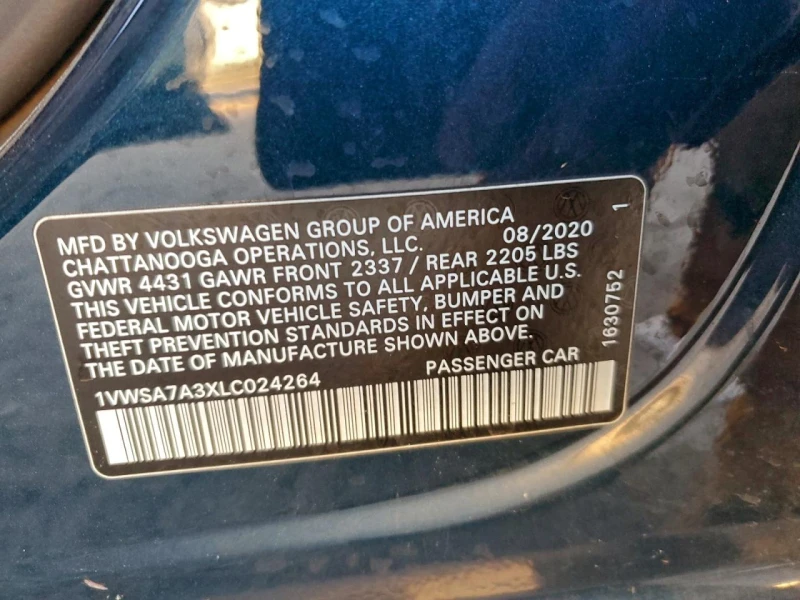 MFD BY VOLKSWAGEN GROUP OF AMERICA
CHATTANOOGA OPERATIONS, LLC. 08/2020
GVWR 4431 GAWR FRONT 2337 / REAR 2205 LBS
THIS VEHICLE CONFORMS TO ALL APPLICABLE U.S.
FEDERAL MOTOR VEHICLE SAFETY, BUMPER AND
THEFT PREVENTION STANDARDS IN EFFECT ON
THE DATE OF MANUFACTURE SHOWN ABOVE.
1VWSA7A3XLC024264 PASSENGER CAR
1630752 1